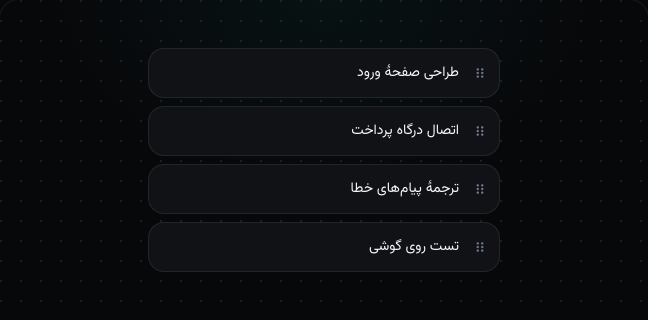 طراحی صفحهٔ ورود
اتصال درگاه پرداخت
ترجمهٔ پیام‌های خطا
تست روی گوشی